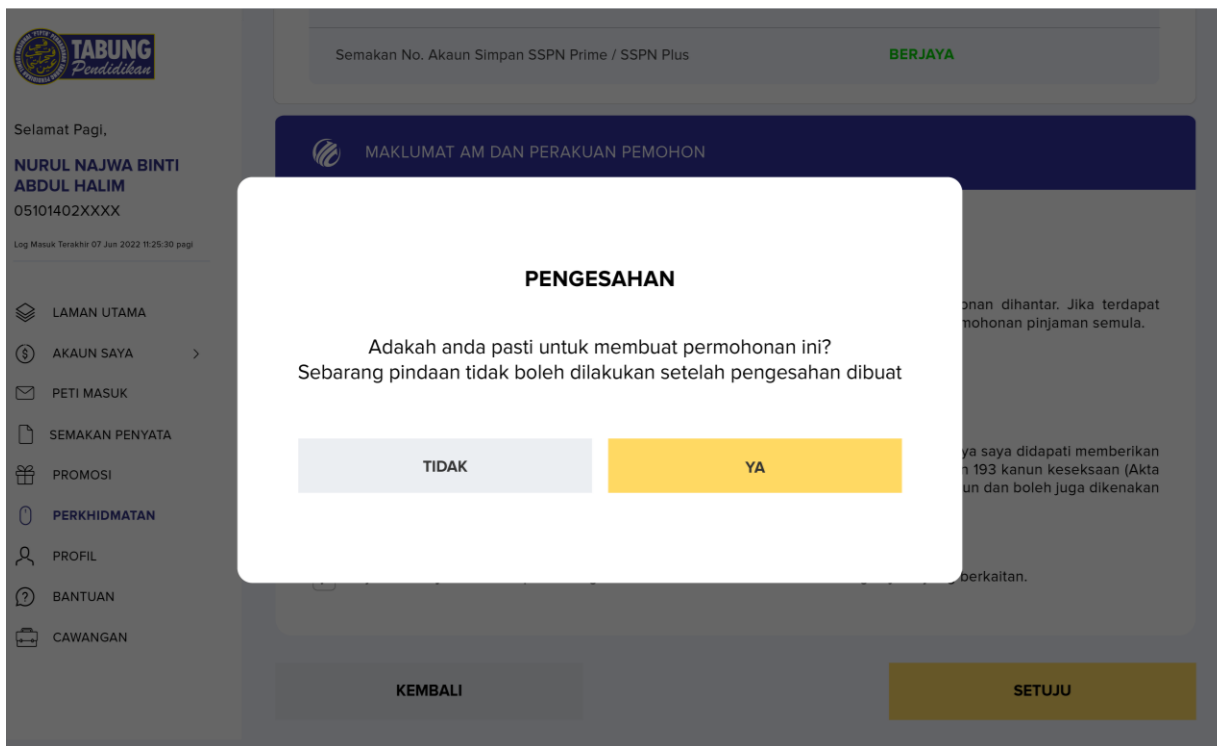 TABUNG
Pendidikan
Semakan No. Akaun Simpan SSPN Prime / SSPN Plus BERJAYA
Selamat Pagi,
NURUL NAJWA BINTI
ABDUL HALIM
05101402XXXX
Log Masuk Terakhir 07 Jun 2022 11:25:30 pagi
LAMAN UTAMA
AKAUN SAYA >
PETI MASUK
SEMAKAN PENYATA
PROMOSI
PERKHIDMATAN
PROFIL
BANTUAN
CAWANGAN
MAKLUMAT AM DAN PERAKUAN PEMOHON
PENGESAHAN
Adakah anda pasti untuk membuat permohonan ini?
Sebarang pindaan tidak boleh dilakukan setelah pengesahan dibuat
TIDAK
YA
dihantar. Jika terdapat
pinjaman semula.
saya didapati memberikan
193 kanun keseksaan (Akta
dan boleh juga dikenakan
berkaitan.
KEMBALI
SETUJU